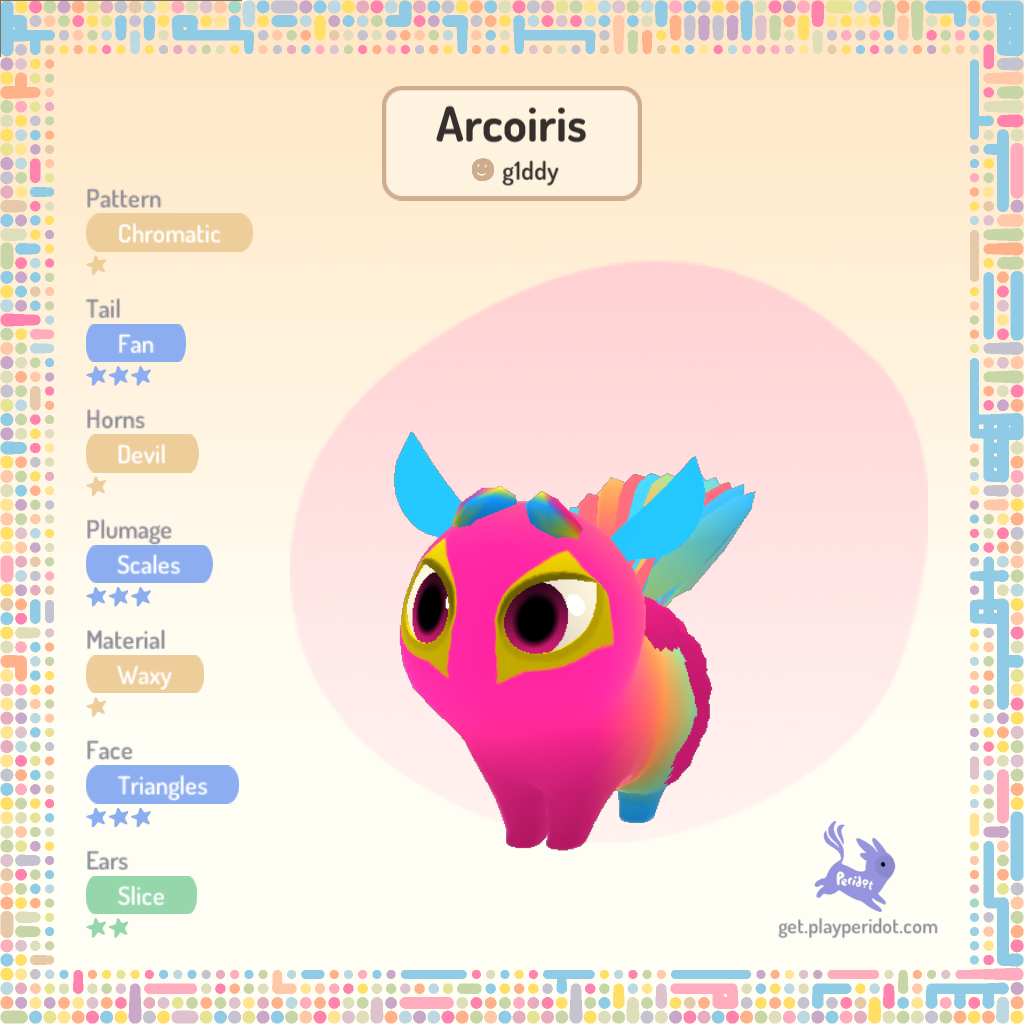 Arcoiris
g1ddy
Pattern
Chromatic
Tail
Fan
Horns
Devil
Plumage
Scales
Material
Waxy
Face
Triangles
Ears
Slice
Peridot
get.playperidot.com